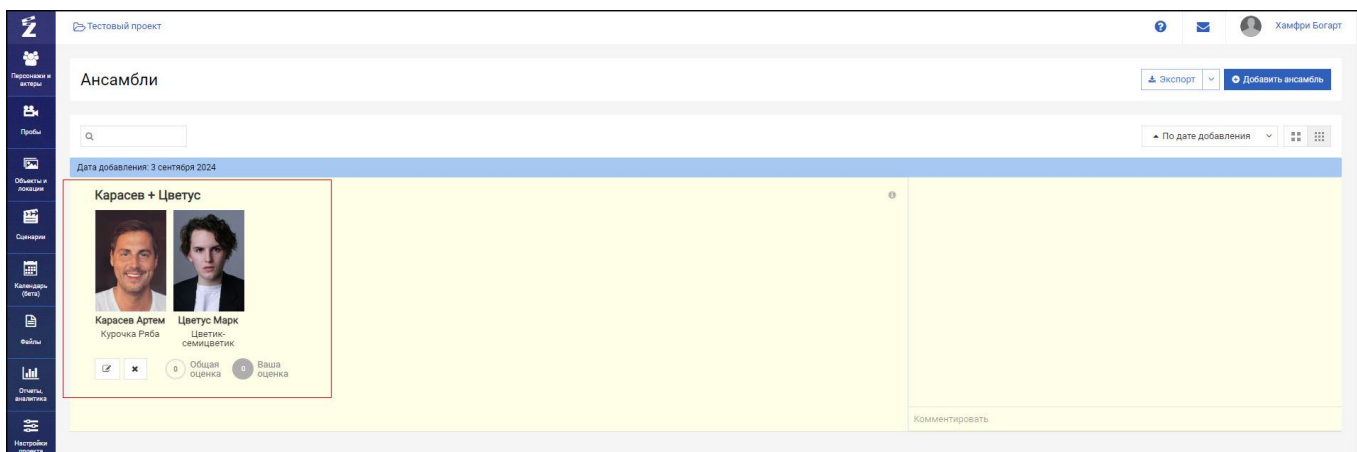 Тестовый проект
Хамфри Богарт
Персонажи и
актеры
Пробы
Объекты и
локации
Сценарии
Календарь
(бета)
Файлы
Отчеты,
аналитика
Настройки
проекта
Ансамбли
Экспорт
Добавить ансамбль
По дате добавления
Дата добавления: 3 сентября 2024
Карасев + Цветус
Карасев Артем
Курочка Ряба
Цветус Марк
Цветик-
семицветик
0 Общая
оценка
0 Ваша
оценка
Комментировать